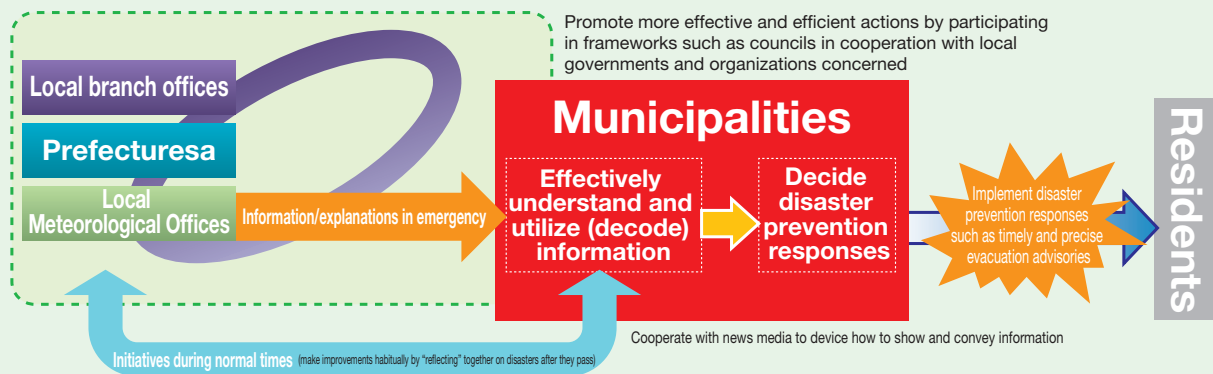 Promote more effective and efficient actions by participating
in frameworks such as councils in cooperation with local
governments and organizations concerned
Local branch offices
Prefecturesa
Local
Meteorological Offices
Information/explanations in emergency
Municipalities
Effectively
understand and
utilize (decode)
information
Decide
disaster
prevention
responses
Implement disaster
prevention responses
such as timely and precise
evacuation advisories
Residents
Cooperate with news media to device how to show and convey information
Initiatives during normal times (make improvements habitually by “reflecting” together on disasters after they pass)